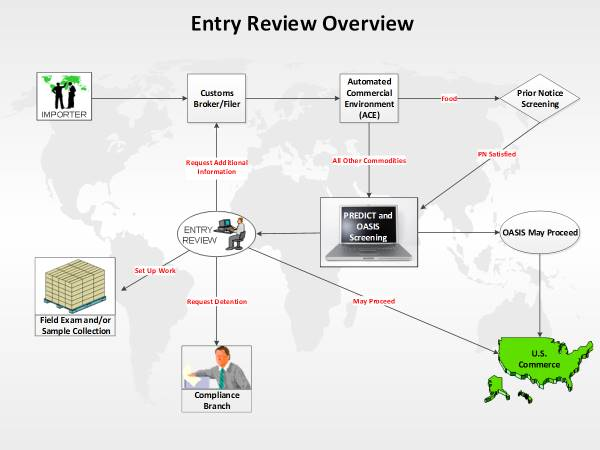 Entry Review Overview
IMPORTER
Customs
Broker/Filer
Automated
Commercial
Environment
(ACE)
Food
Prior Notice
Screening
Request Additional
Information
All Other Commodities
PN Satisfied
ENTRY
REVIEW
PREDICT and
OASIS
Screening
OASIS May Proceed
Set Up Work
Request Detention
May Proceed
Field Exam and/or
Sample Collection
U.S.
Commerce
Compliance
Branch